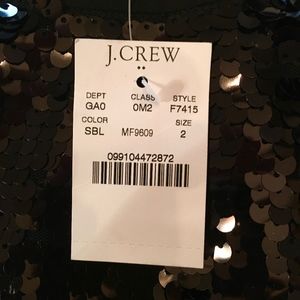 J.CREW
DEPT CLASS STYLE
GA0 0M2 F7415
COLOR SIZE
SBL MF9609 2
099104472872